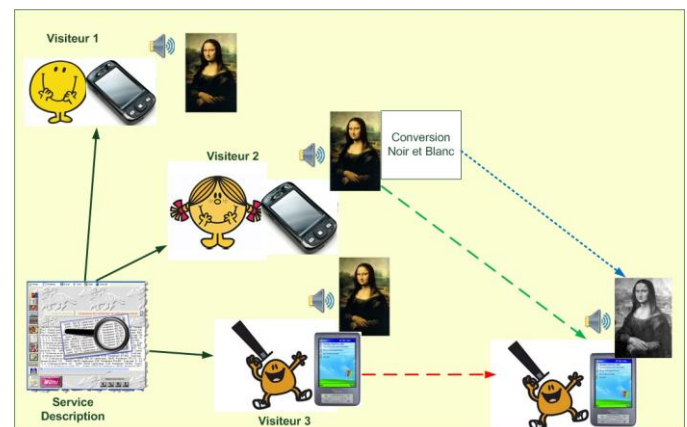 Visiteur 1
Visiteur 2
Conversion
Noir et Blanc
Service
Description
Visiteur 3